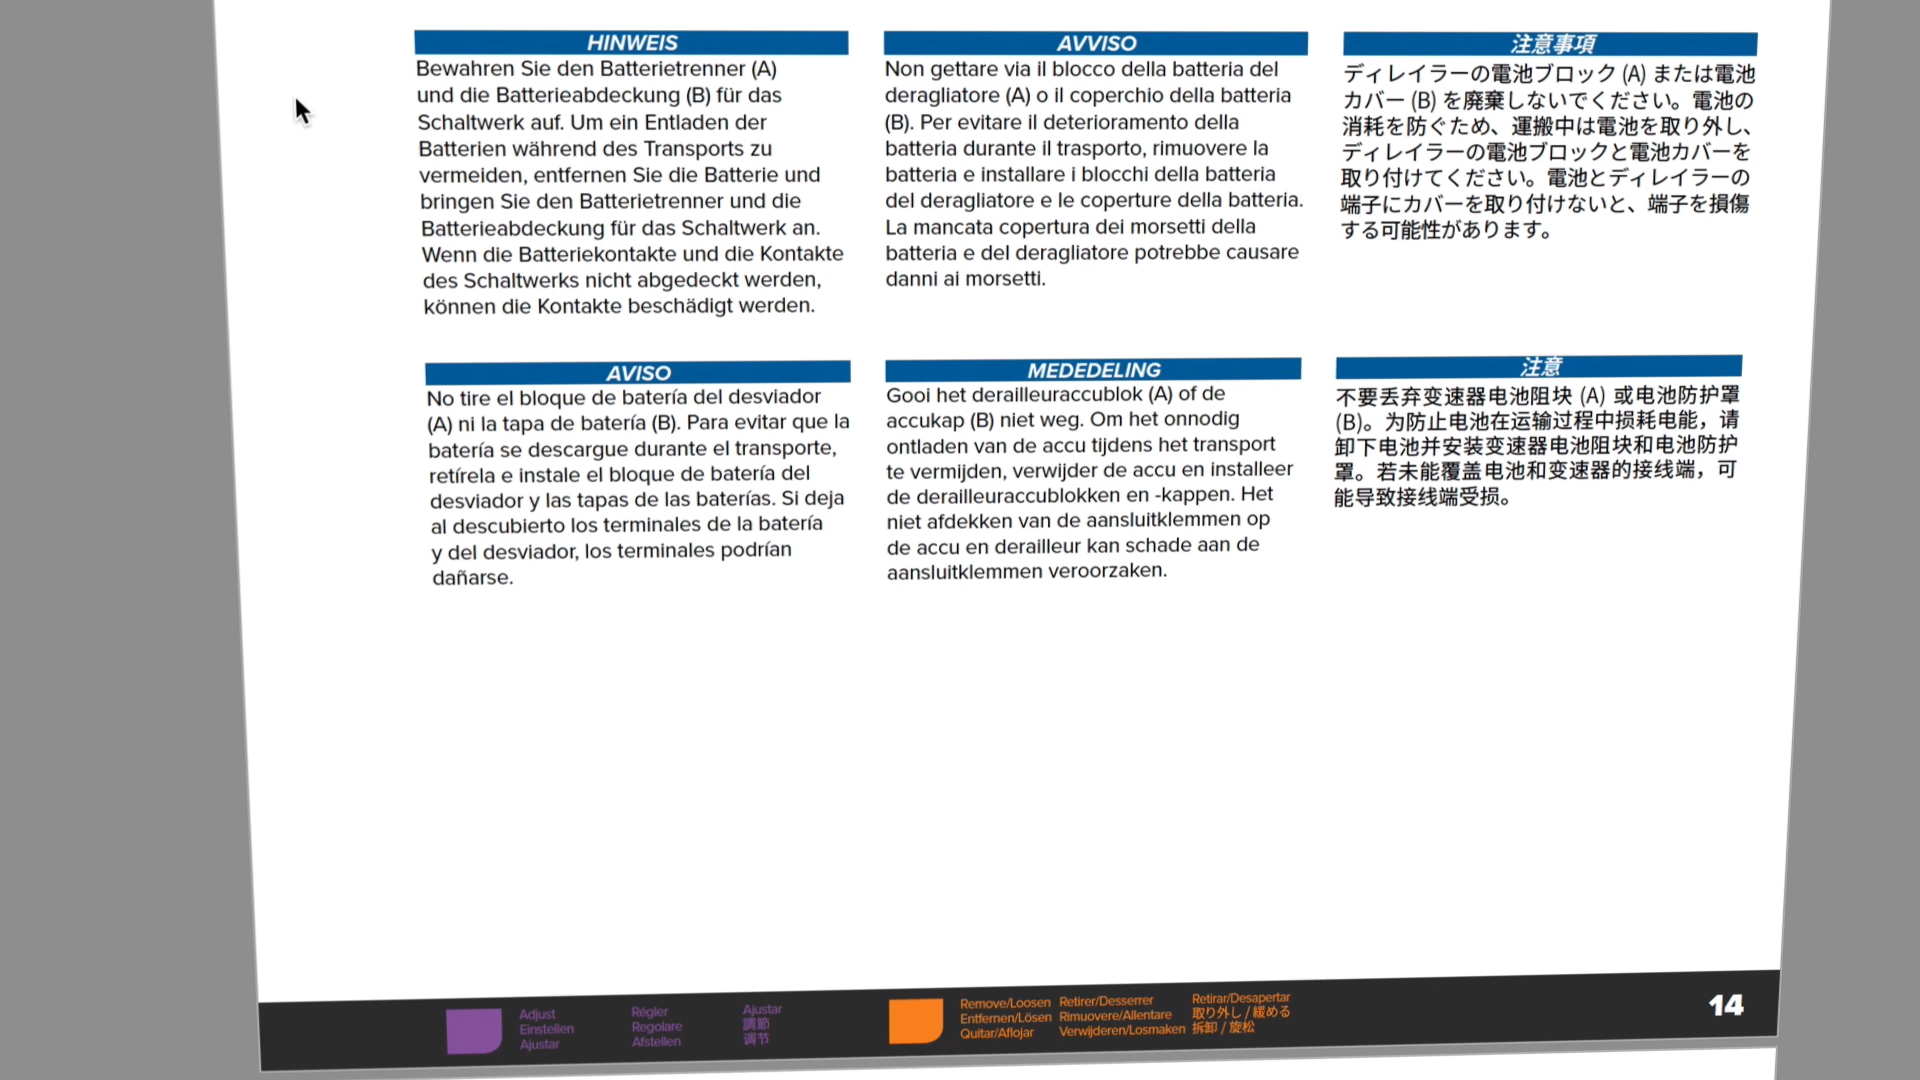 HINWEIS
Bewahren Sie den Batterietrenner (A)
und die Batterieabdeckung (B) für das
Schaltwerk auf. Um ein Entladen der
Batterien während des Transports zu
vermeiden, entfernen Sie die Batterie und
bringen Sie den Batterietrenner und die
Batterieabdeckung für das Schaltwerk an.
Wenn die Batteriekontakte und die Kontakte
des Schaltwerks nicht abgedeckt werden,
können die Kontakte beschädigt werden.
AVVISO
Non gettare via il blocco della batteria del
deragliatore (A) o il coperchio della batteria
(B). Per evitare il deterioramento della
batteria durante il trasporto, rimuovere la
batteria e installare i blocchi della batteria
del deragliatore e le coperture della batteria.
La mancata copertura dei morsetti della
batteria e del deragliatore potrebbe causare
danni ai morsetti.
注意事項
ディレイラーの電池ブロック (A) または電池
カバー (B) を廃棄しないでください。電池の
消耗を防ぐため、運搬中は電池を取り外し、
ディレイラーの電池ブロックと電池カバーを
取り付けてください。電池とディレイラーの
端子にカバーを取り付けないと、端子を損傷
する可能性があります。
AVISO
No tire el bloque de batería del desviador
(A) ni la tapa de batería (B). Para evitar que la
batería se descargue durante el transporte,
retírela e instale el bloque de batería del
desviador y las tapas de las baterías. Si deja
al descubierto los terminales de la batería
y del desviador, los terminales podrían
dañarse.
MEDEDELING
Gooi het derailleuraccublok (A) of de
accukap (B) niet weg. Om het onnodig
ontladen van de accu tijdens het transport
te vermijden, verwijder de accu en installeer
de derailleuraccublokken en -kappen. Het
niet afdekken van de aansluitklemmen op
de accu en derailleur kan schade aan de
aansluitklemmen veroorzaken.
注意
不要丢弃变速器电池阻块 (A) 或电池防护罩
(B)。为防止电池在运输过程中损耗电能，请
卸下电池并安装变速器电池阻块和电池防护
罩。若未能覆盖电池和变速器的接线端，可
能导致接线端受损。
Adjust
Einstellen
Ajustar
Régler
Regolare
Afstellen
Ajustar
調節
调节
Remove/Loosen
Entfernen/Lösen
Quitar/Aflojar
Retirer/Desserrer
Rimuovere/Allentare
Verwijderen/Losmaken
Retirar/Desapertar
取り外し / 緩める
拆卸 / 旋松
14